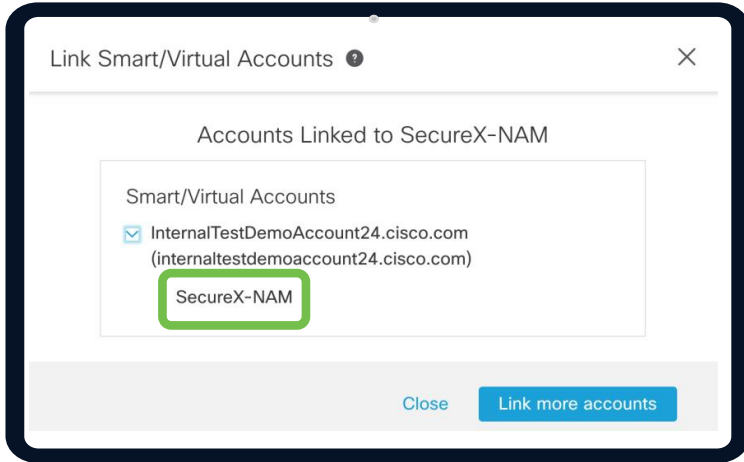 Link Smart/Virtual Accounts ?
Accounts Linked to SecureX-NAM
Smart/Virtual Accounts
InternalTestDemoAccount24.cisco.com
(internaltestdemoaccount24.cisco.com)
SecureX-NAM
Close Link more accounts